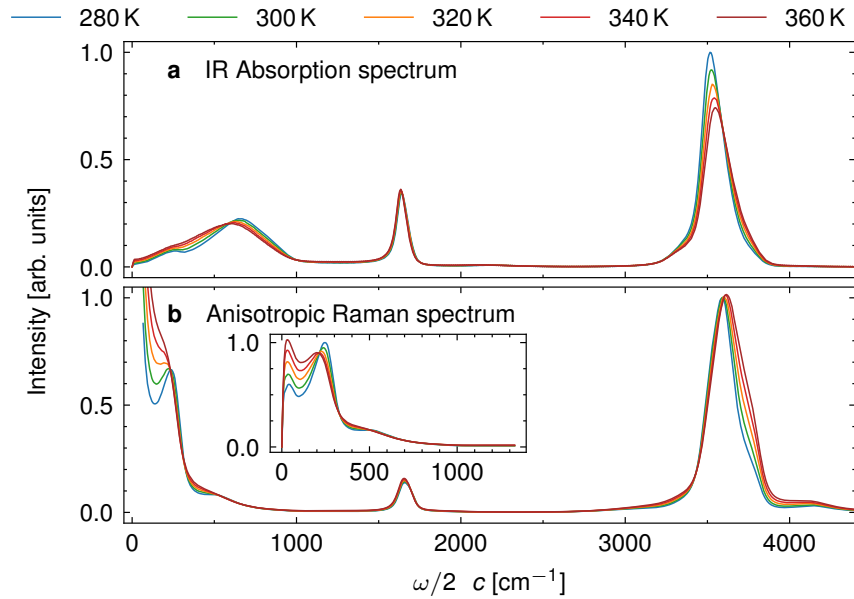 280 K 300 K 320 K 340 K 360 K
a IR Absorption spectrum
1.0
0.5
0.0
Intensity [arb. units]
b Anisotropic Raman spectrum
1.0
0.5
0.0
1.0
0.0
0 500 1000
0 1000 2000 3000 4000
ω/2 c [cm⁻¹]